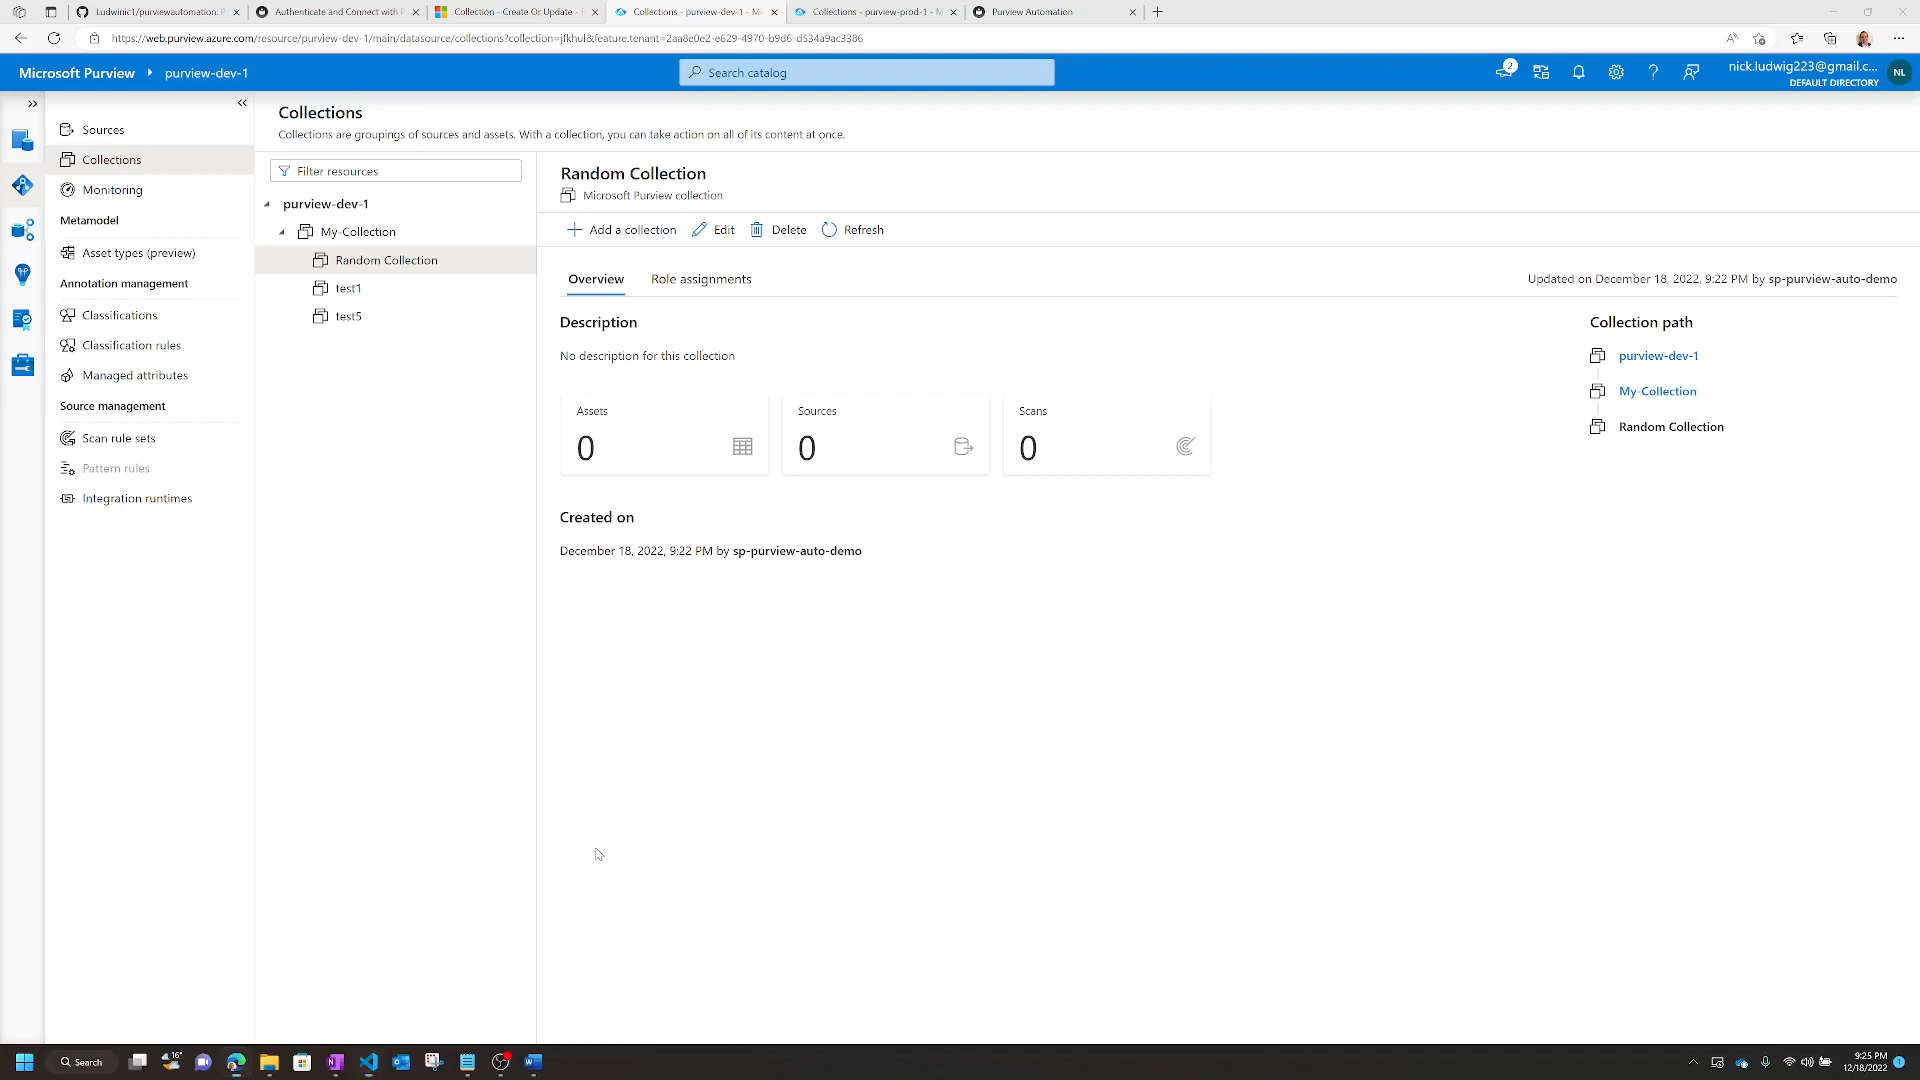 Ludwinic1/purviewautomation: P
Authenticate and Connect with P
Collection - Create Or Update -
Collections - purview-dev-1 - Mi
Collections - purview-prod-1 - M
Purview Automation
https://web.purview.azure.com/resource/purview-dev-1/main/datasource/collections?collection=jfkhul&feature.tenant=2aa8e0e2-e629-4970-b9d6-d534a9ac3386
Microsoft Purview
purview-dev-1
Search catalog
2
nick.ludwig223@gmail.c...
DEFAULT DIRECTORY
NL
Sources
Collections
Monitoring
Metamodel
Asset types (preview)
Annotation management
Classifications
Classification rules
Managed attributes
Source management
Scan rule sets
Pattern rules
Integration runtimes
Collections
Collections are groupings of sources and assets. With a collection, you can take action on all of its content at once.
Filter resources
purview-dev-1
My-Collection
Random Collection
test1
test5
Random Collection
Microsoft Purview collection
Add a collection
Edit
Delete
Refresh
Overview
Role assignments
Updated on December 18, 2022, 9:22 PM by sp-purview-auto-demo
Description
No description for this collection
Assets
0
Sources
0
Scans
0
Created on
December 18, 2022, 9:22 PM by sp-purview-auto-demo
Collection path
purview-dev-1
My-Collection
Random Collection
Search
16°
9:25 PM
12/18/2022
1